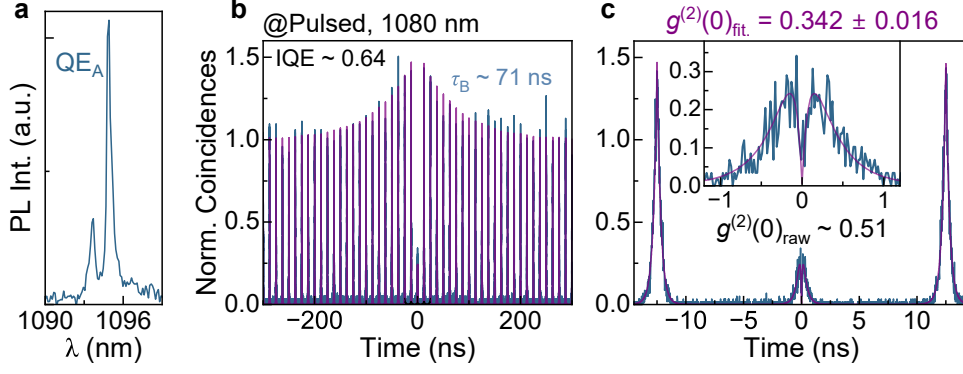 a
PL Int. (a.u.)
QE_A
1090 1096
λ (nm)
b
@Pulsed, 1080 nm
IQE ~ 0.64
τ_B ~ 71 ns
Norm. Coincidences
1.5
1.0
0.5
0.0
−200 0 200
Time (ns)
c
g^(2)(0)_fit. = 0.342 ± 0.016
1.5
1.0
0.5
0.0
0.3
0.2
0.1
0.0
−1 0 1
g^(2)(0)_raw ~ 0.51
−10 −5 0 5 10
Time (ns)